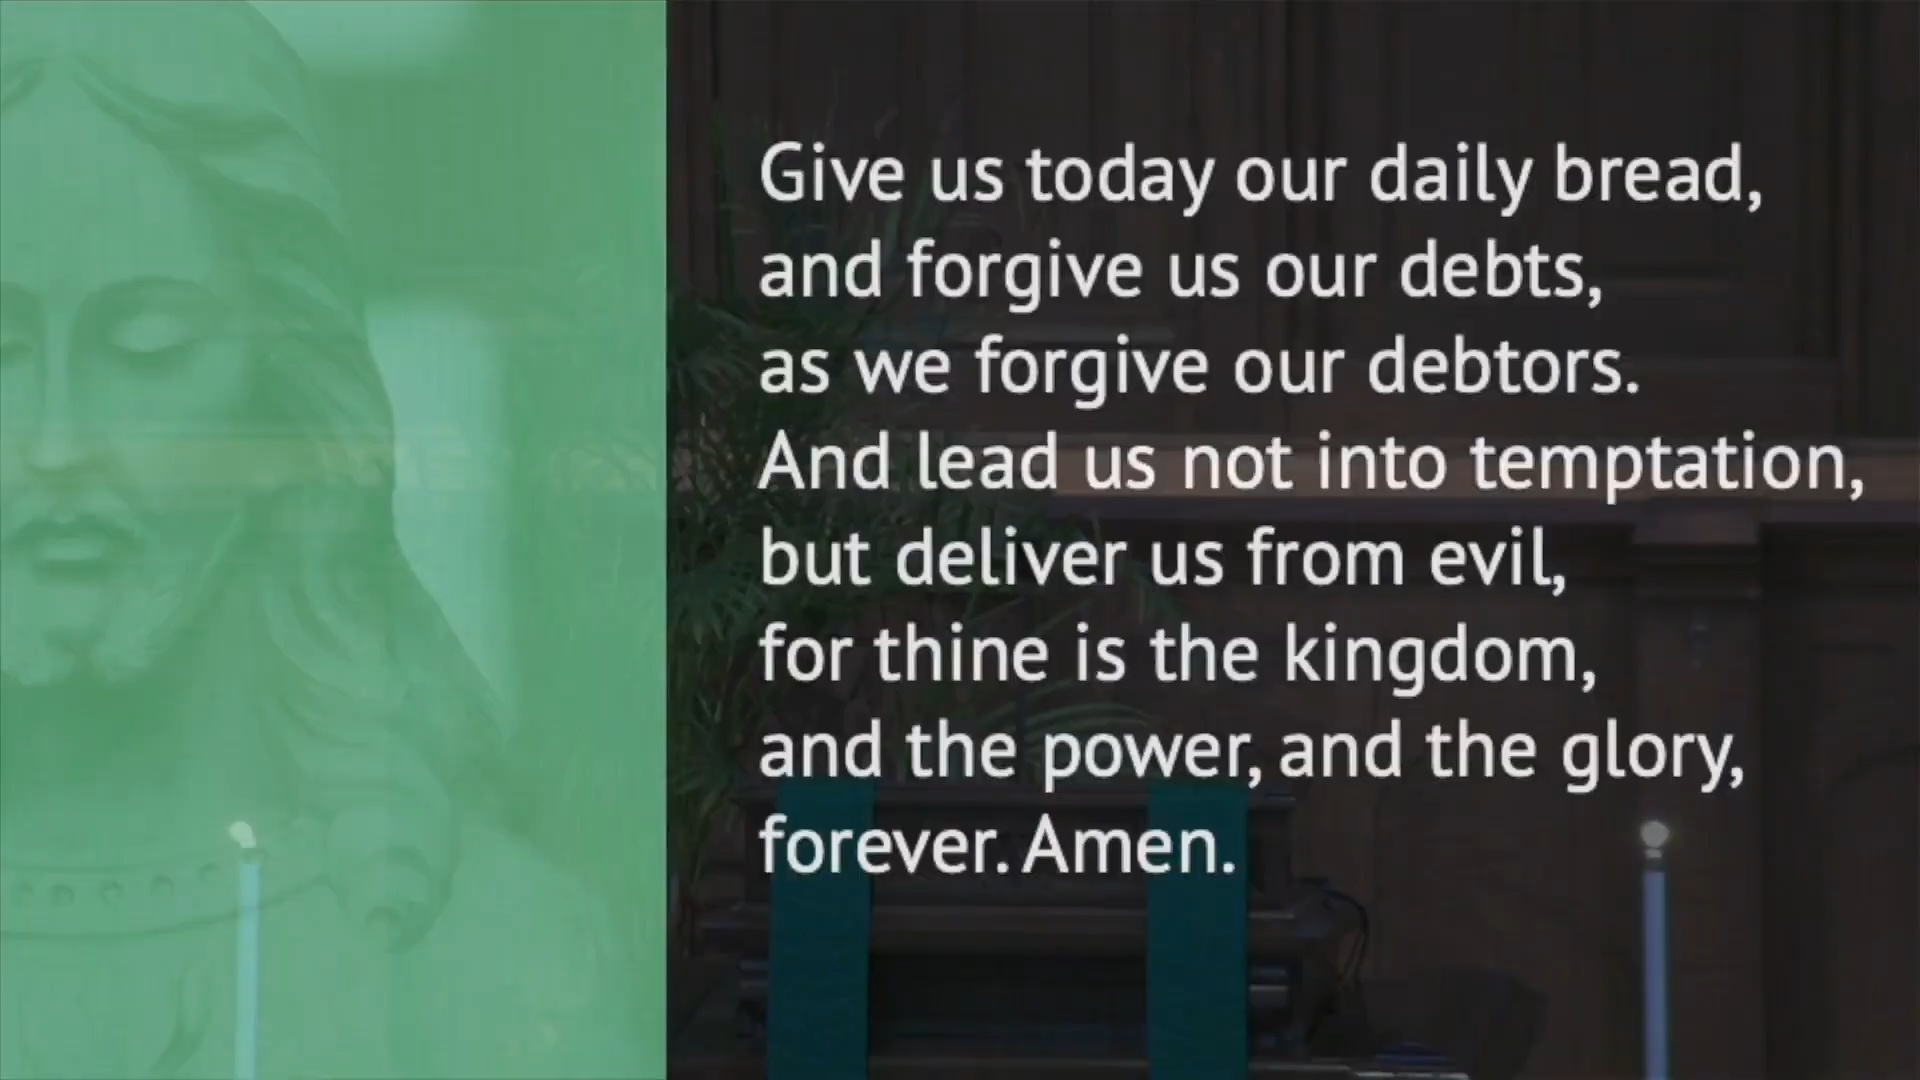 Give us today our daily bread,
and forgive us our debts,
as we forgive our debtors.
And lead us not into temptation,
but deliver us from evil,
for thine is the kingdom,
and the power, and the glory,
forever. Amen.